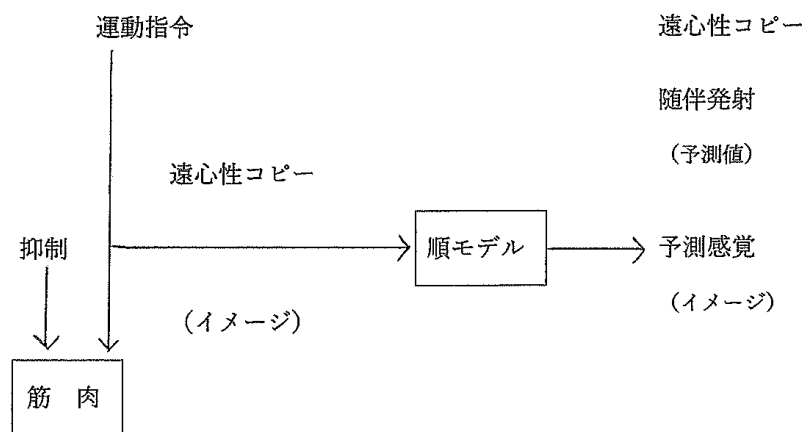 運動指令
遠心性コピー
随伴発射
(予測値)
遠心性コピー
抑制
順モデル
予測感覚
(イメージ)
(イメージ)
筋 肉